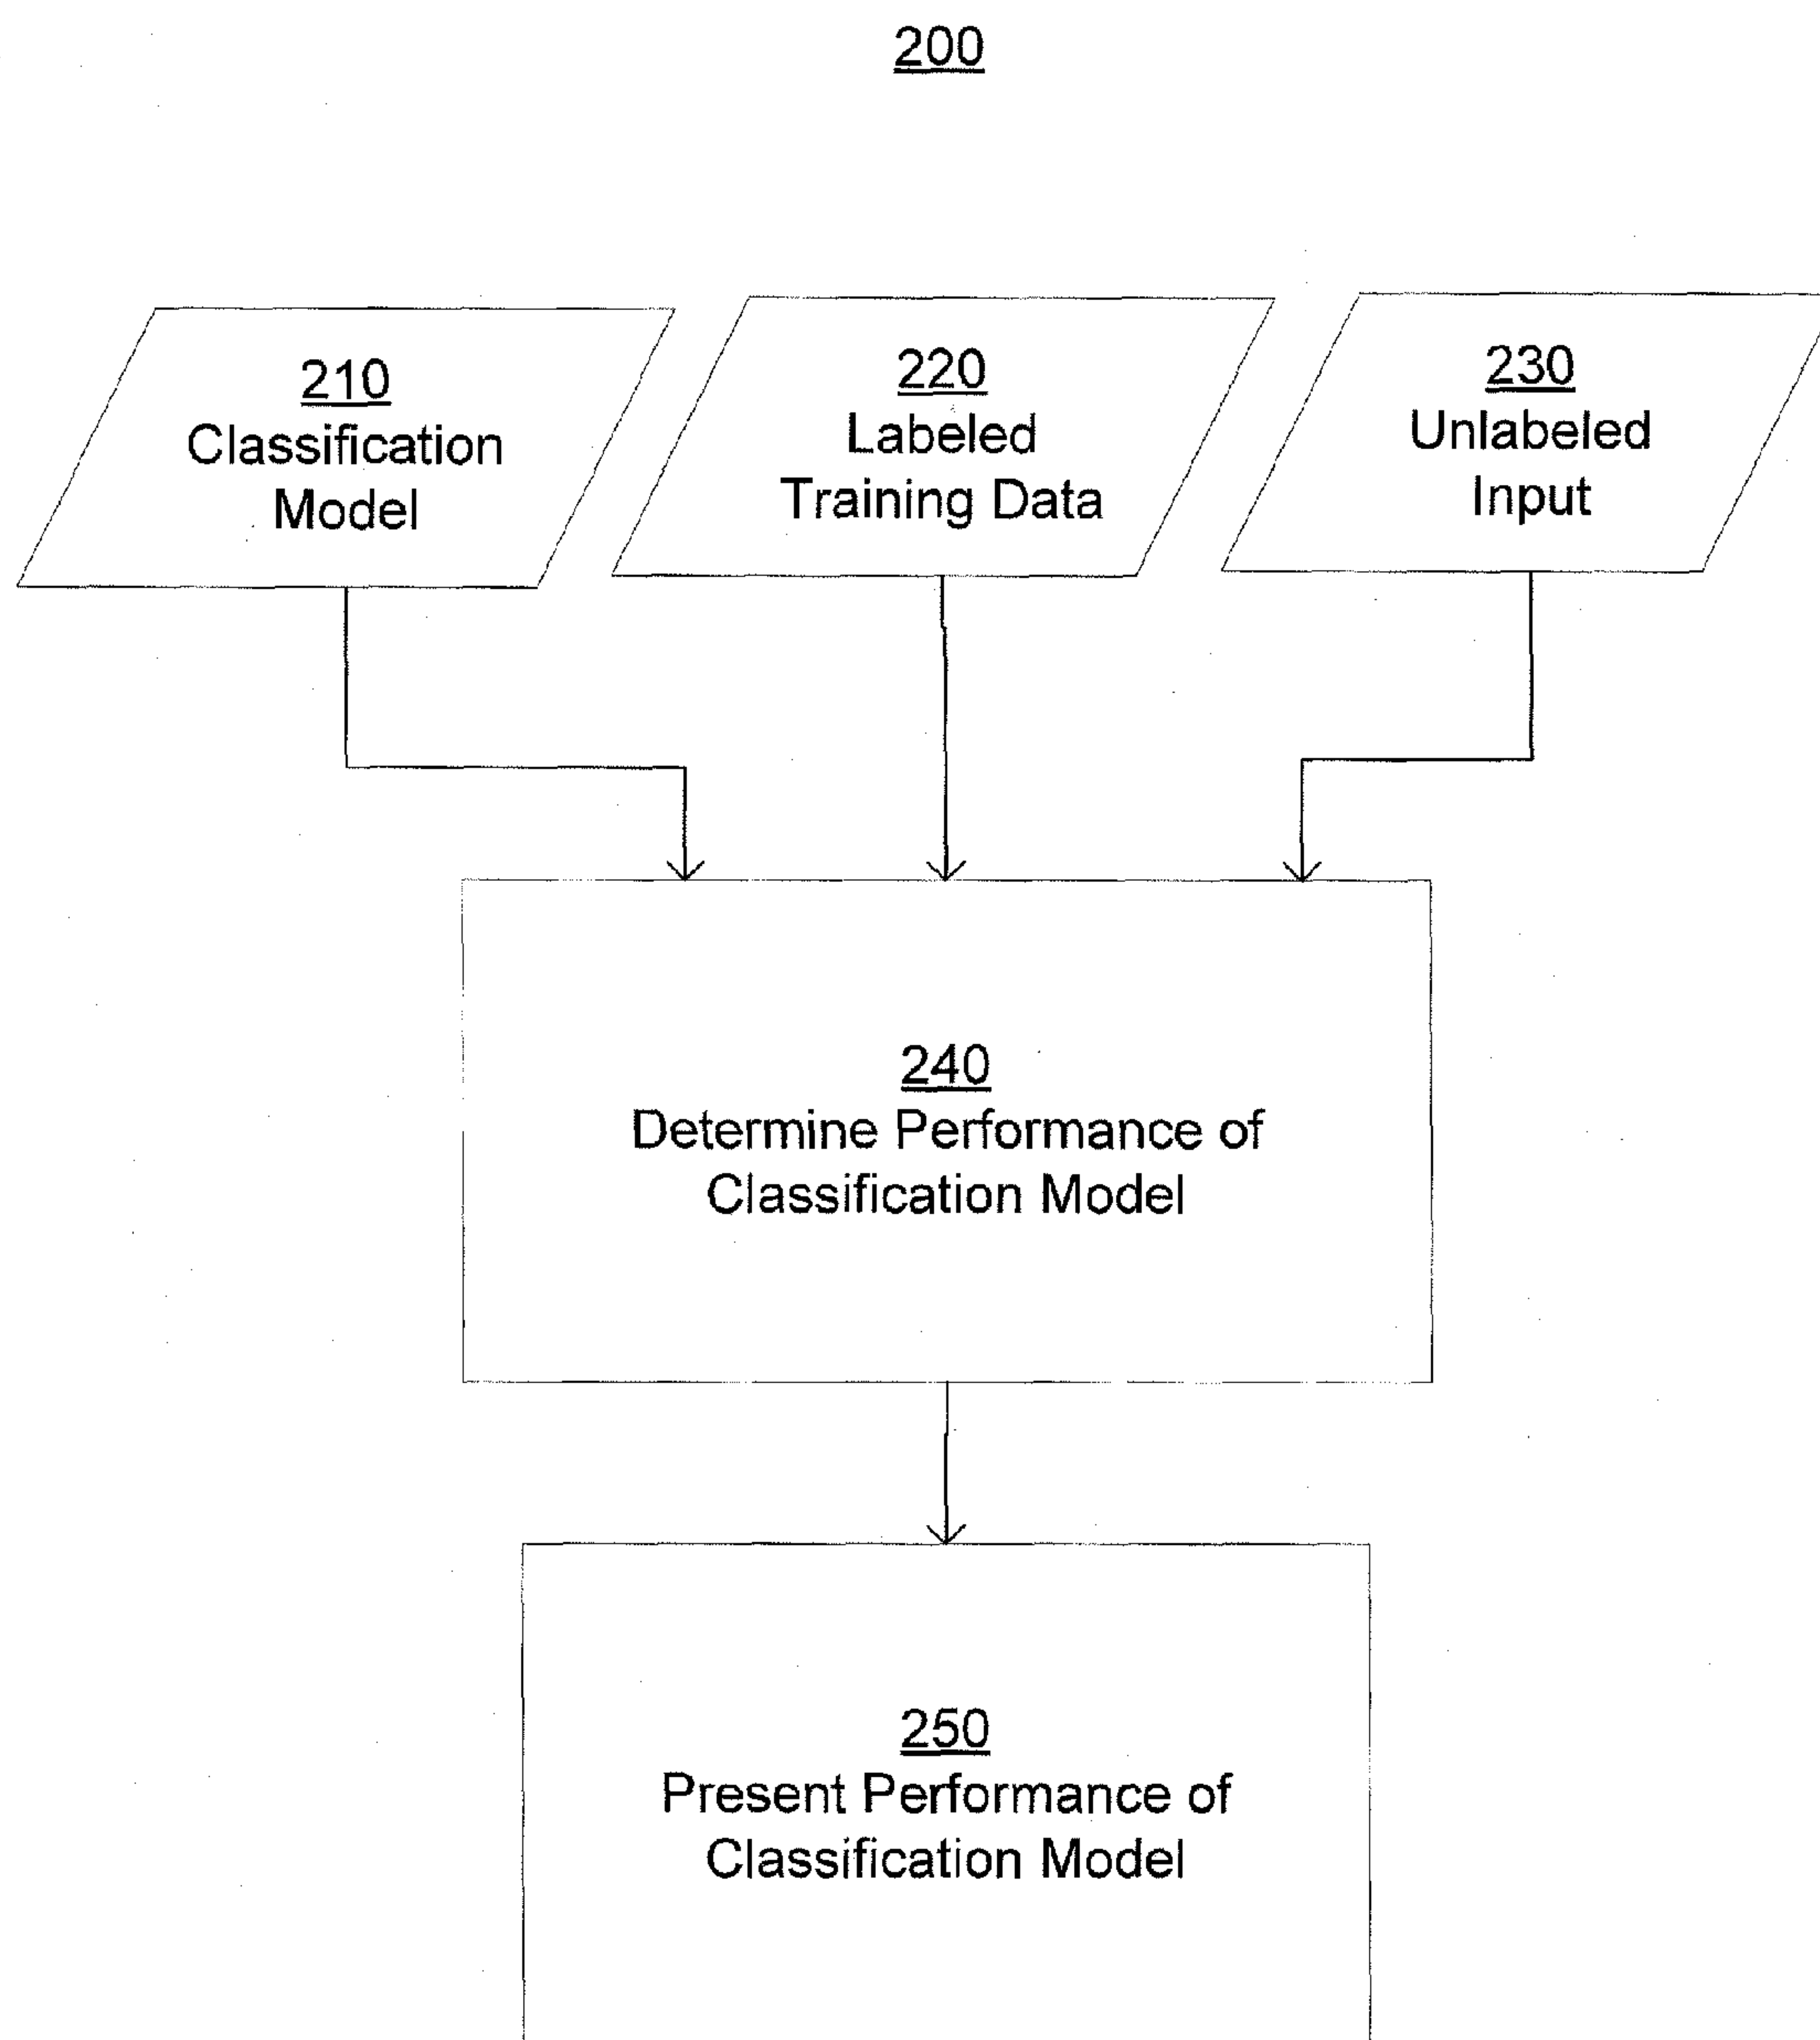 200
210
Classification
Model
220
Labeled
Training Data
230
Unlabeled
Input
240
Determine Performance of
Classification Model
250
Present Performance of
Classification Model